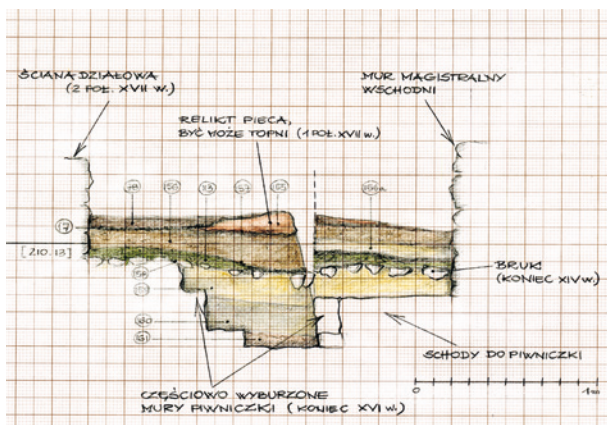 ŚCIANA DZIAŁOWA
(2 POŁ. XVII w.)
MUR MAGISTRALNY
WSCHODNI
RELIKT PIECA,
BYĆ MOŻE TOPNI (1 POŁ. XVII w.)
[210.13]
BRUK
(KONIEC XIV w.)
SCHODY DO PIWNICZKI
CZĘŚCIOWO WYBURZONE
MURY PIWNICZKI (KONIEC XVI w.)
0 1m